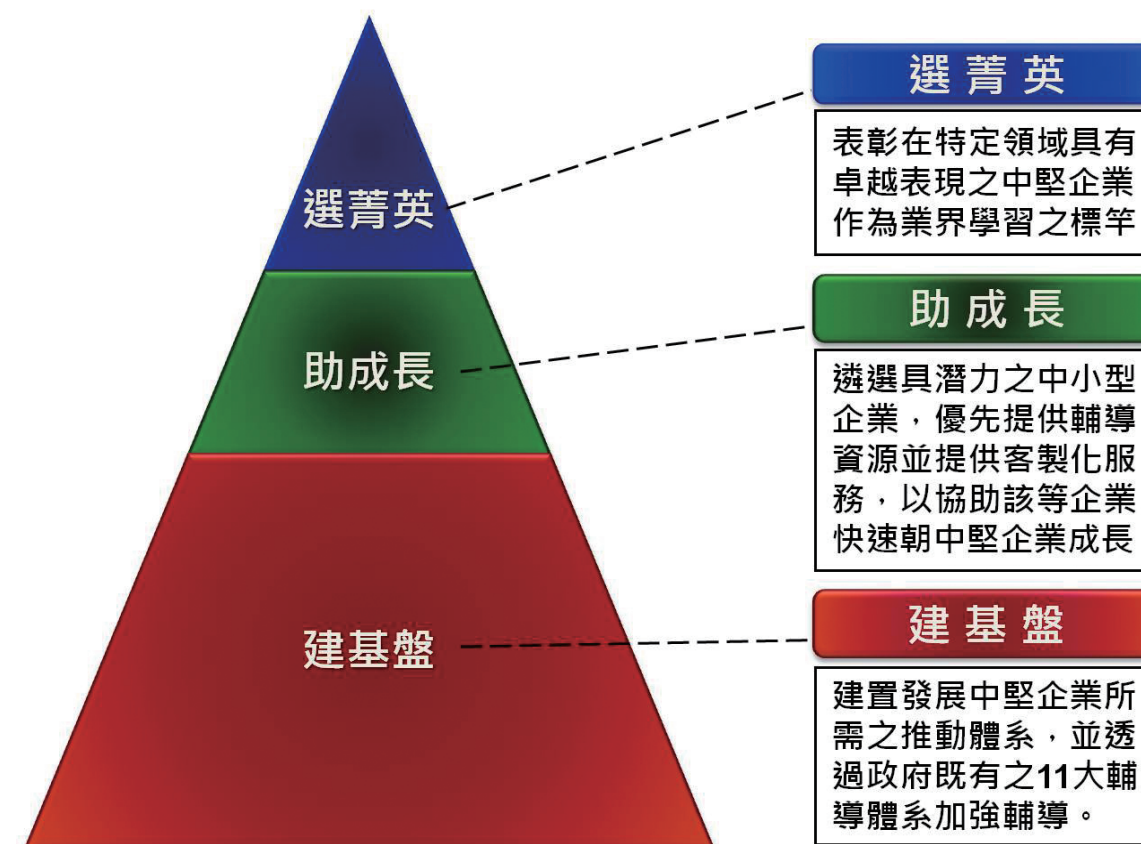 選菁英
助成長
建基盤
選菁英
表彰在特定領域具有
卓越表現之中堅企業
作為業界學習之標竿
助成長
遴選具潛力之中小型
企業，優先提供輔導
資源並提供客製化服
務，以協助該等企業
快速朝中堅企業成長
建基盤
建置發展中堅企業所
需之推動體系，並透
過政府既有之11大輔
導體系加強輔導。